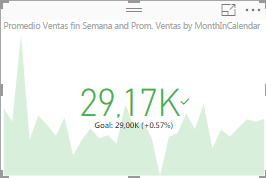 Promedio Ventas fin Semana and Prom. Ventas by MonthInCalendar
29,17K✓
Goal: 29,00K (+0.57%)